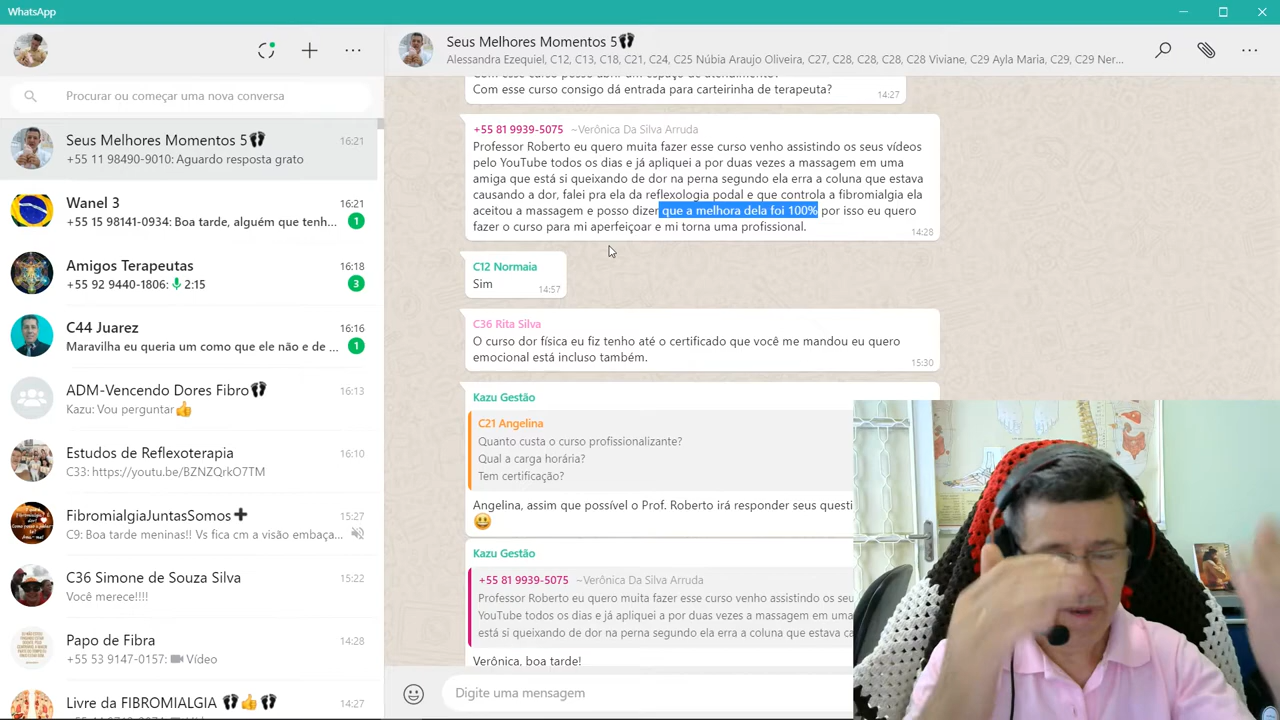 WhatsApp
Procurar ou começar uma nova conversa
Seus Melhores Momentos 5👣
16:21
+55 11 98490-9010: Aguardo resposta grato
Wanel 3
16:21
+55 15 98141-0934: Boa tarde, alguém que tenh...
1
Amigos Terapeutas
16:18
+55 92 9440-1806: 2:15
3
C44 Juarez
16:16
Maravilha eu queria um como que ele não e de ...
1
ADM-Vencendo Dores Fibro👣
16:13
Kazu: Vou perguntar👍
Estudos de Reflexoterapia
16:10
C33: https://youtu.be/BZNZQrkO7TM
FibromialgiaJuntasSomos➕
15:27
C9: Boa tarde meninas!! Vs fica cm a visão embaça...
C36 Simone de Souza Silva
15:22
Você merece!!!!
Papo de Fibra
14:28
+55 53 9147-0157: Vídeo
Livre da FIBROMIALGIA 👣👍👣
14:27
Seus Melhores Momentos 5👣
Alessandra Ezequiel, C12, C13, C18, C21, C24, C25 Núbia Araujo Oliveira, C27, C28, C28, C28 Viviane, C29 Ayla Maria, C29, C29 Ner...
Com esse curso posso abrir um espaço de atendimento?
Com esse curso consigo dá entrada para carteirinha de terapeuta?
14:27
+55 81 9939-5075 ~Verônica Da Silva Arruda
Professor Roberto eu quero muita fazer esse curso venho assistindo os seus vídeos
pelo YouTube todos os dias e já apliquei a por duas vezes a massagem em uma
amiga que está si queixando de dor na perna segundo ela erra a coluna que estava
causando a dor, falei pra ela da reflexologia podal e que controla a fibromialgia ela
aceitou a massagem e posso dizer que a melhora dela foi 100% por isso eu quero
fazer o curso para mi aperfeiçoar e mi torna uma profissional.
14:28
C12 Normaia
Sim
14:57
C36 Rita Silva
O curso dor física eu fiz tenho até o certificado que você me mandou eu quero
emocional está incluso também.
15:30
Kazu Gestão
C21 Angelina
Quanto custa o curso profissionalizante?
Qual a carga horária?
Tem certificação?
Angelina, assim que possível o Prof. Roberto irá responder seus questi
😃
Kazu Gestão
+55 81 9939-5075 ~Verônica Da Silva Arruda
Professor Roberto eu quero muita fazer esse curso venho assistindo os seu
YouTube todos os dias e já apliquei a por duas vezes a massagem em uma
está si queixando de dor na perna segundo ela erra a coluna que estava ca
Verônica, boa tarde!
Digite uma mensagem